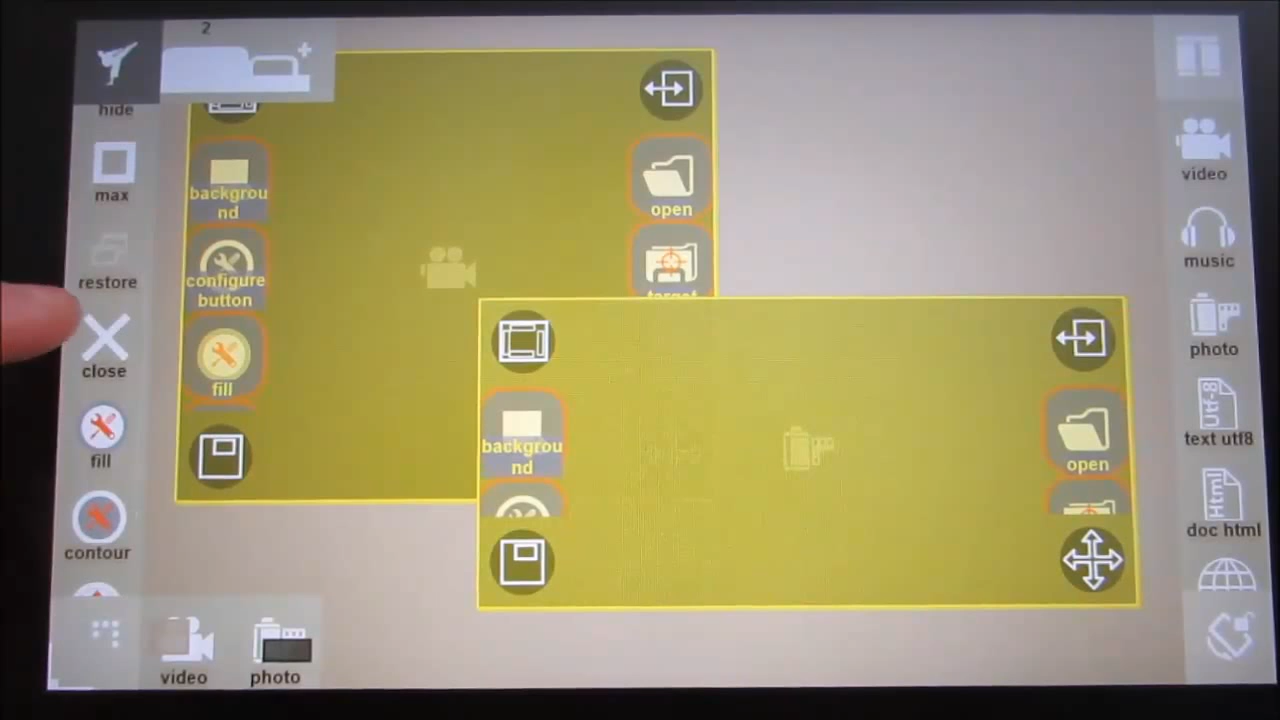 2
hide
max
restore
close
fill
contour
backgrou
nd
configure
button
fill
open
target
backgrou
nd
open
video
music
photo
Utf-8
text utf8
Html
doc html
video
photo